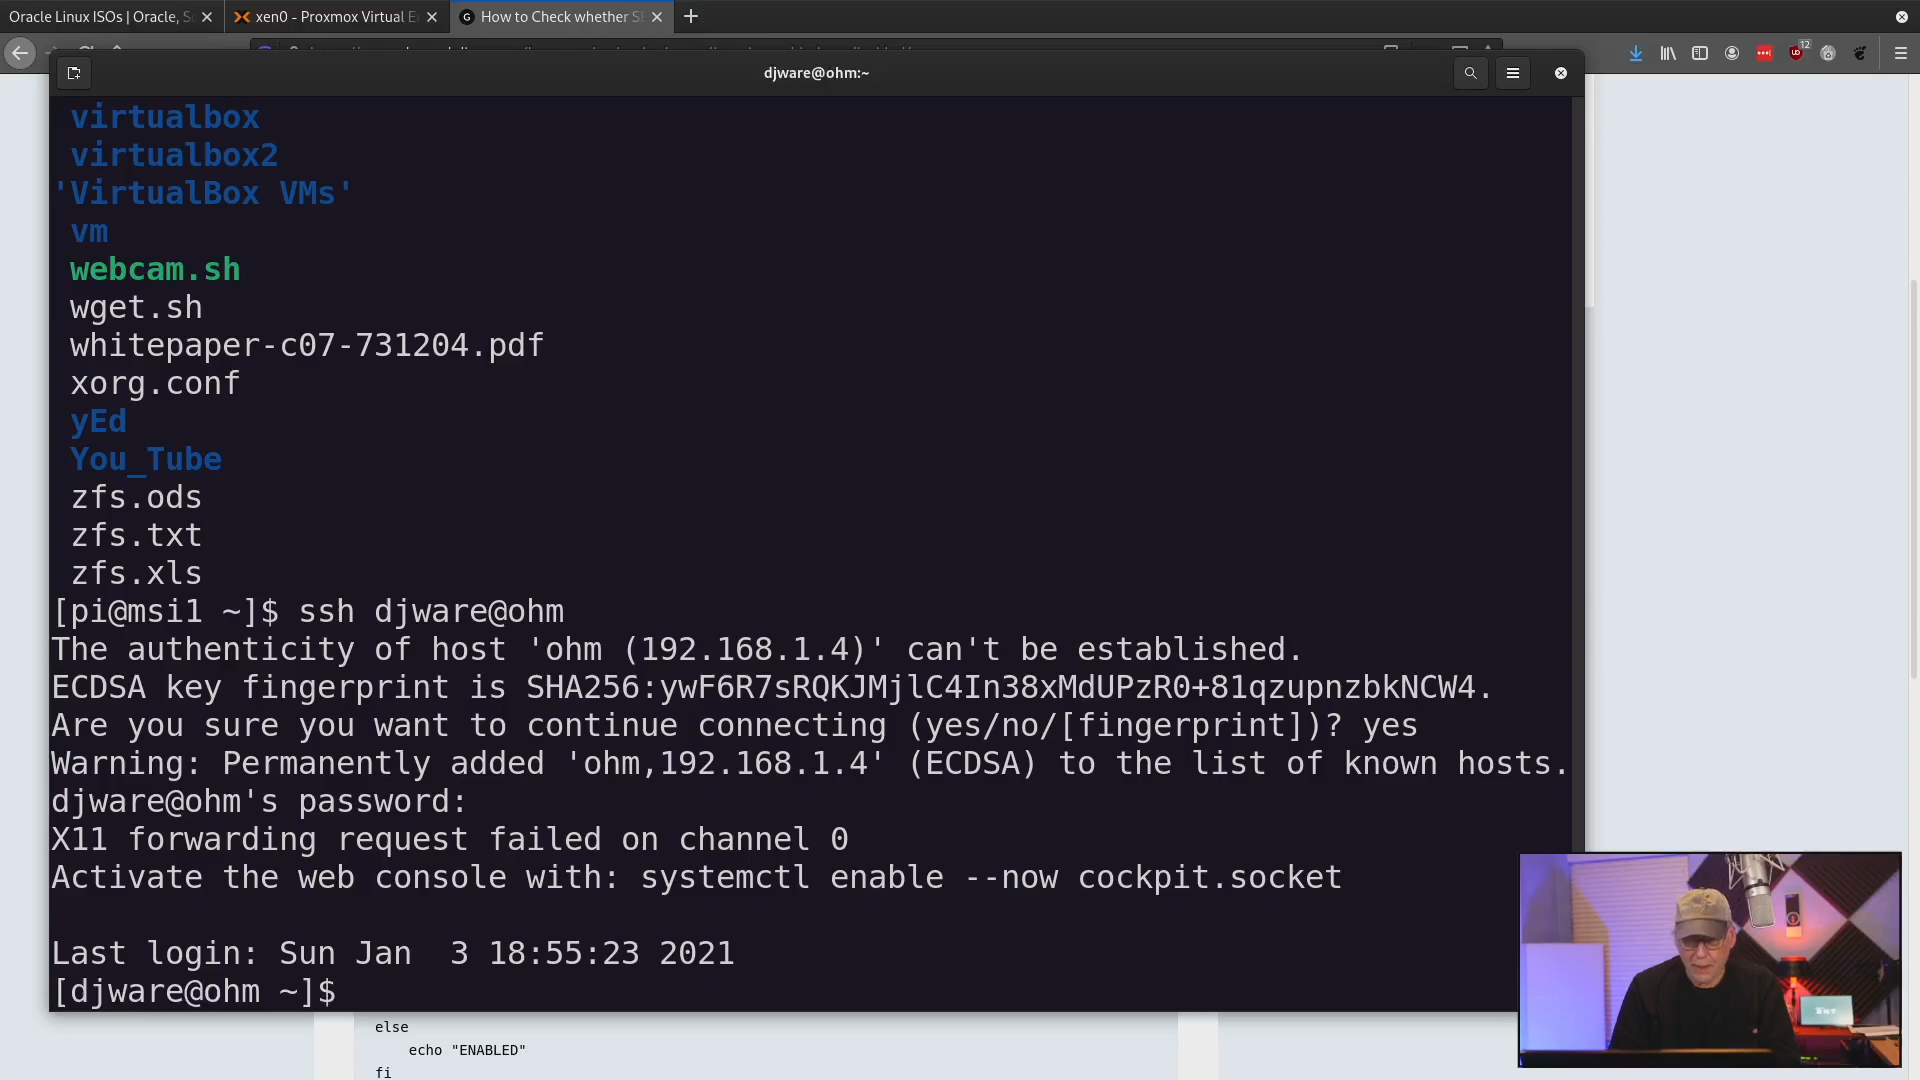 Oracle Linux ISOs | Oracle, S
xen0 - Proxmox Virtual E
How to Check whether SE
12
djware@ohm:~
virtualbox
virtualbox2
'VirtualBox VMs'
vm
webcam.sh
wget.sh
whitepaper-c07-731204.pdf
xorg.conf
yEd
You_Tube
zfs.ods
zfs.txt
zfs.xls
[pi@msi1 ~]$ ssh djware@ohm
The authenticity of host 'ohm (192.168.1.4)' can't be established.
ECDSA key fingerprint is SHA256:ywF6R7sRQKJMjlC4In38xMdUPzR0+81qzupnzbkNCW4.
Are you sure you want to continue connecting (yes/no/[fingerprint])? yes
Warning: Permanently added 'ohm,192.168.1.4' (ECDSA) to the list of known hosts.
djware@ohm's password:
X11 forwarding request failed on channel 0
Activate the web console with: systemctl enable --now cockpit.socket
Last login: Sun Jan  3 18:55:23 2021
[djware@ohm ~]$
else
echo "ENABLED"
fi